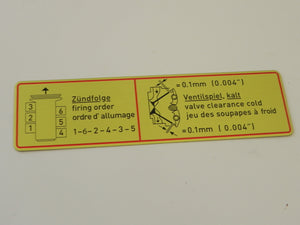 Zündfolge
firing order
ordre d'allumage
1-6-2-4-3-5
3
2
1
6
5
4
=0.1mm (0.004")
Ventilspiel, kalt
valve clearance cold
jeu des soupapes à froid
=0.1mm (0.004")